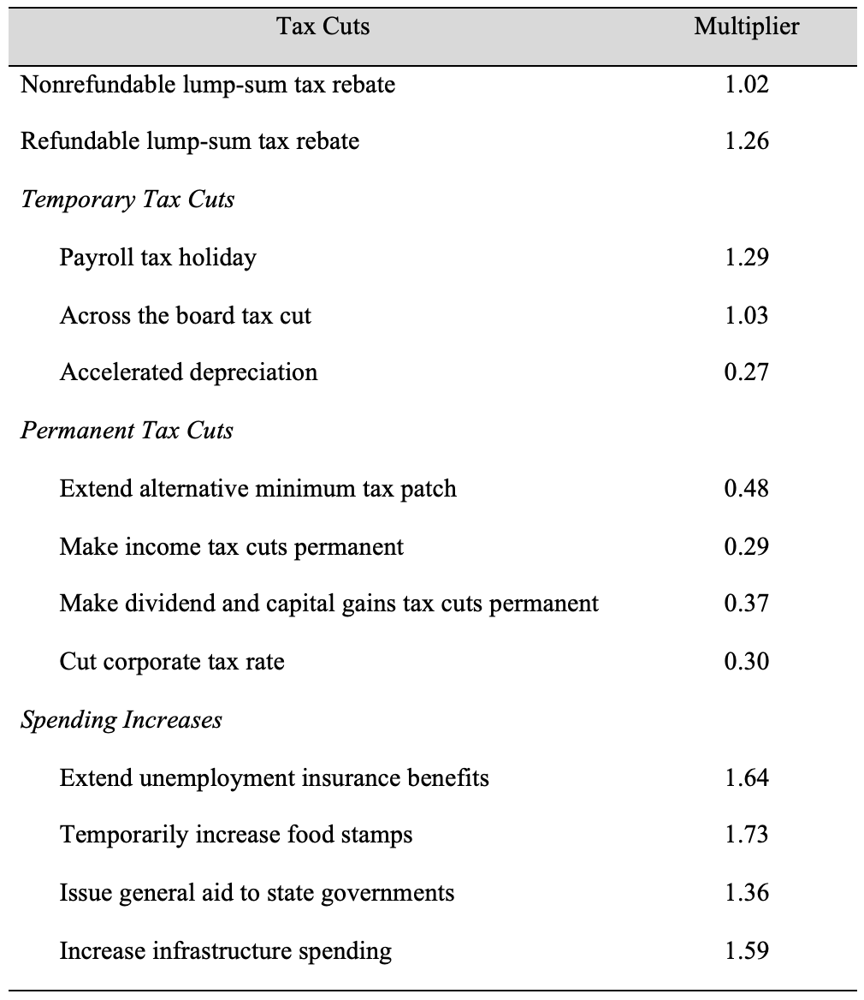 Tax Cuts Multiplier
Nonrefundable lump-sum tax rebate 1.02
Refundable lump-sum tax rebate 1.26
Temporary Tax Cuts
Payroll tax holiday 1.29
Across the board tax cut 1.03
Accelerated depreciation 0.27
Permanent Tax Cuts
Extend alternative minimum tax patch 0.48
Make income tax cuts permanent 0.29
Make dividend and capital gains tax cuts permanent 0.37
Cut corporate tax rate 0.30
Spending Increases
Extend unemployment insurance benefits 1.64
Temporarily increase food stamps 1.73
Issue general aid to state governments 1.36
Increase infrastructure spending 1.59